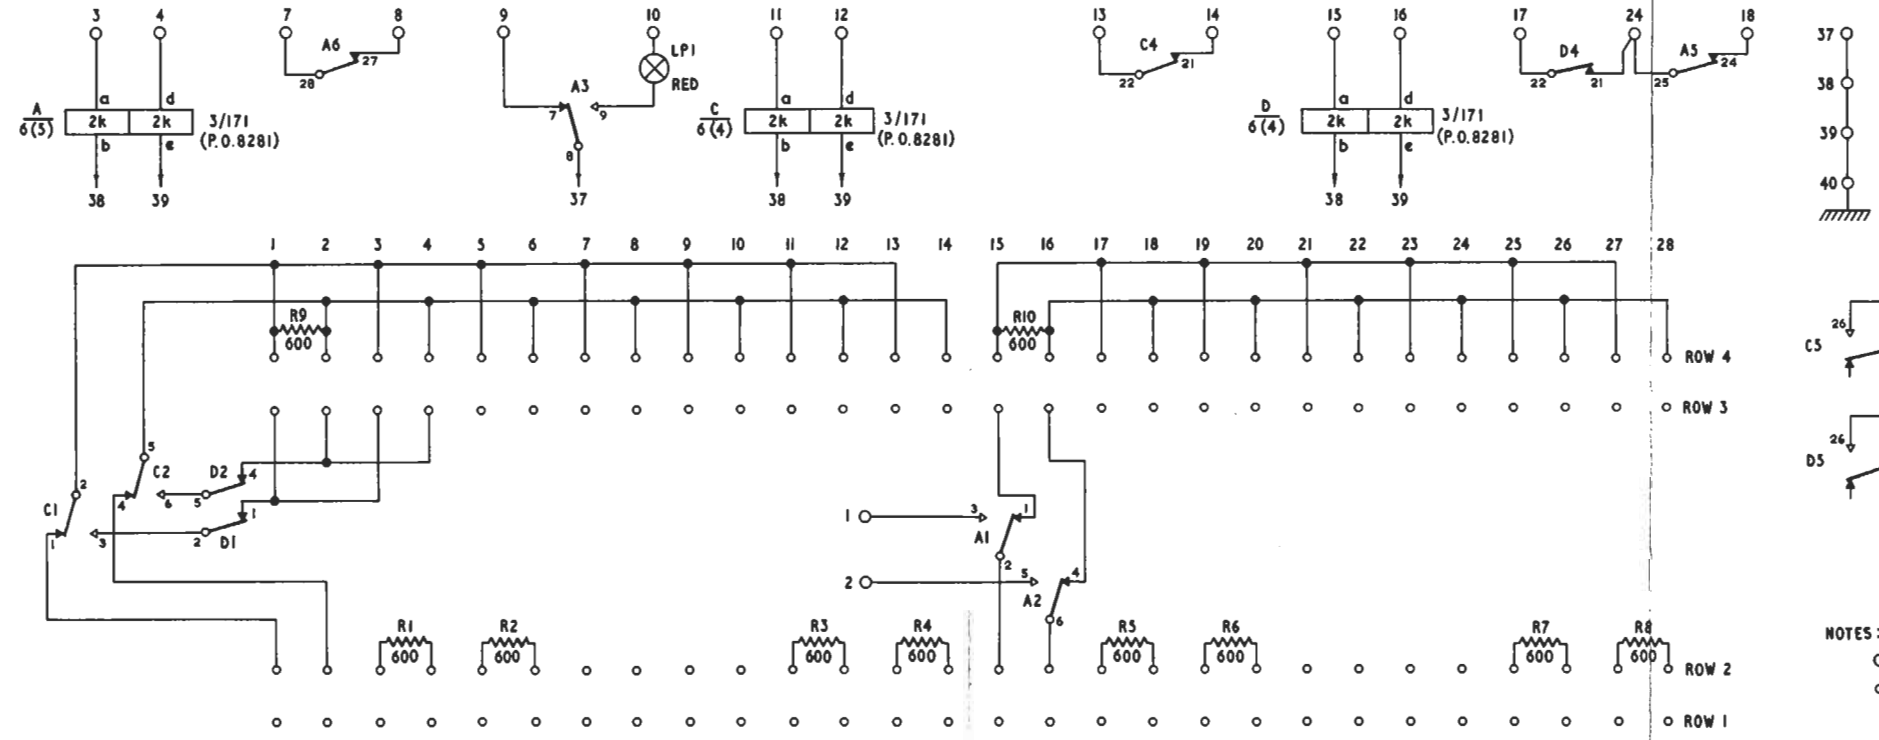 3 4 7 8 9 10 11 12 13 14 15 16 17 24 18 37
A6 27 28
LP1
RED
A3 7 9 8
C4 22 21
D4 22 21
A5 25 24
38
A
6(5)
a d
2k 2k
b e
3/171
(P.O.8281)
C
6(4)
a d
2k 2k
b e
3/171
(P.O.8281)
D
6(4)
a d
2k 2k
b e
3/171
(P.O.8281)
39
40
38 39 37 38 39 38 39
1 2 3 4 5 6 7 8 9 10 11 12 13 14 15 16 17 18 19 20 21 22 23 24 25 26 27 28
R9
600
R10
600
26
C5
ROW 4
ROW 3
26
D5
5
C2 D2 4
2
4 6 5
C1
1
1 3 2 D1
1 3 1
A1
2
2 5 4
A2
6
R1 R2 R3 R4 R5 R6 R7 R8
600 600 600 600 600 600 600 600
NOTES:
ROW 2
ROW 1